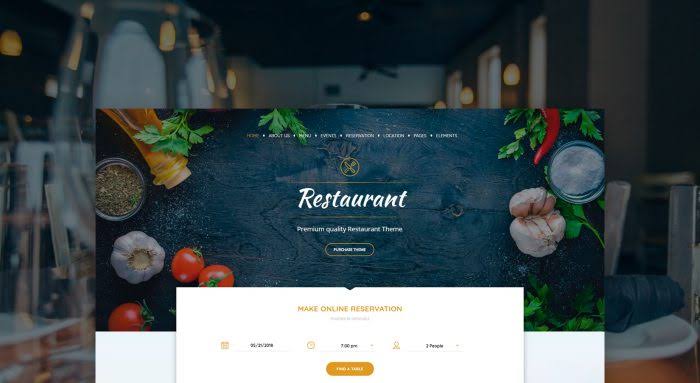 HOME ABOUT US MENU EVENTS RESERVATION LOCATION PAGES ELEMENTS
Restaurant
Premium quality Restaurant Theme
PURCHASE THEME
MAKE ONLINE RESERVATION
05/21/2018 7:00 pm 2 People
FIND A TABLE